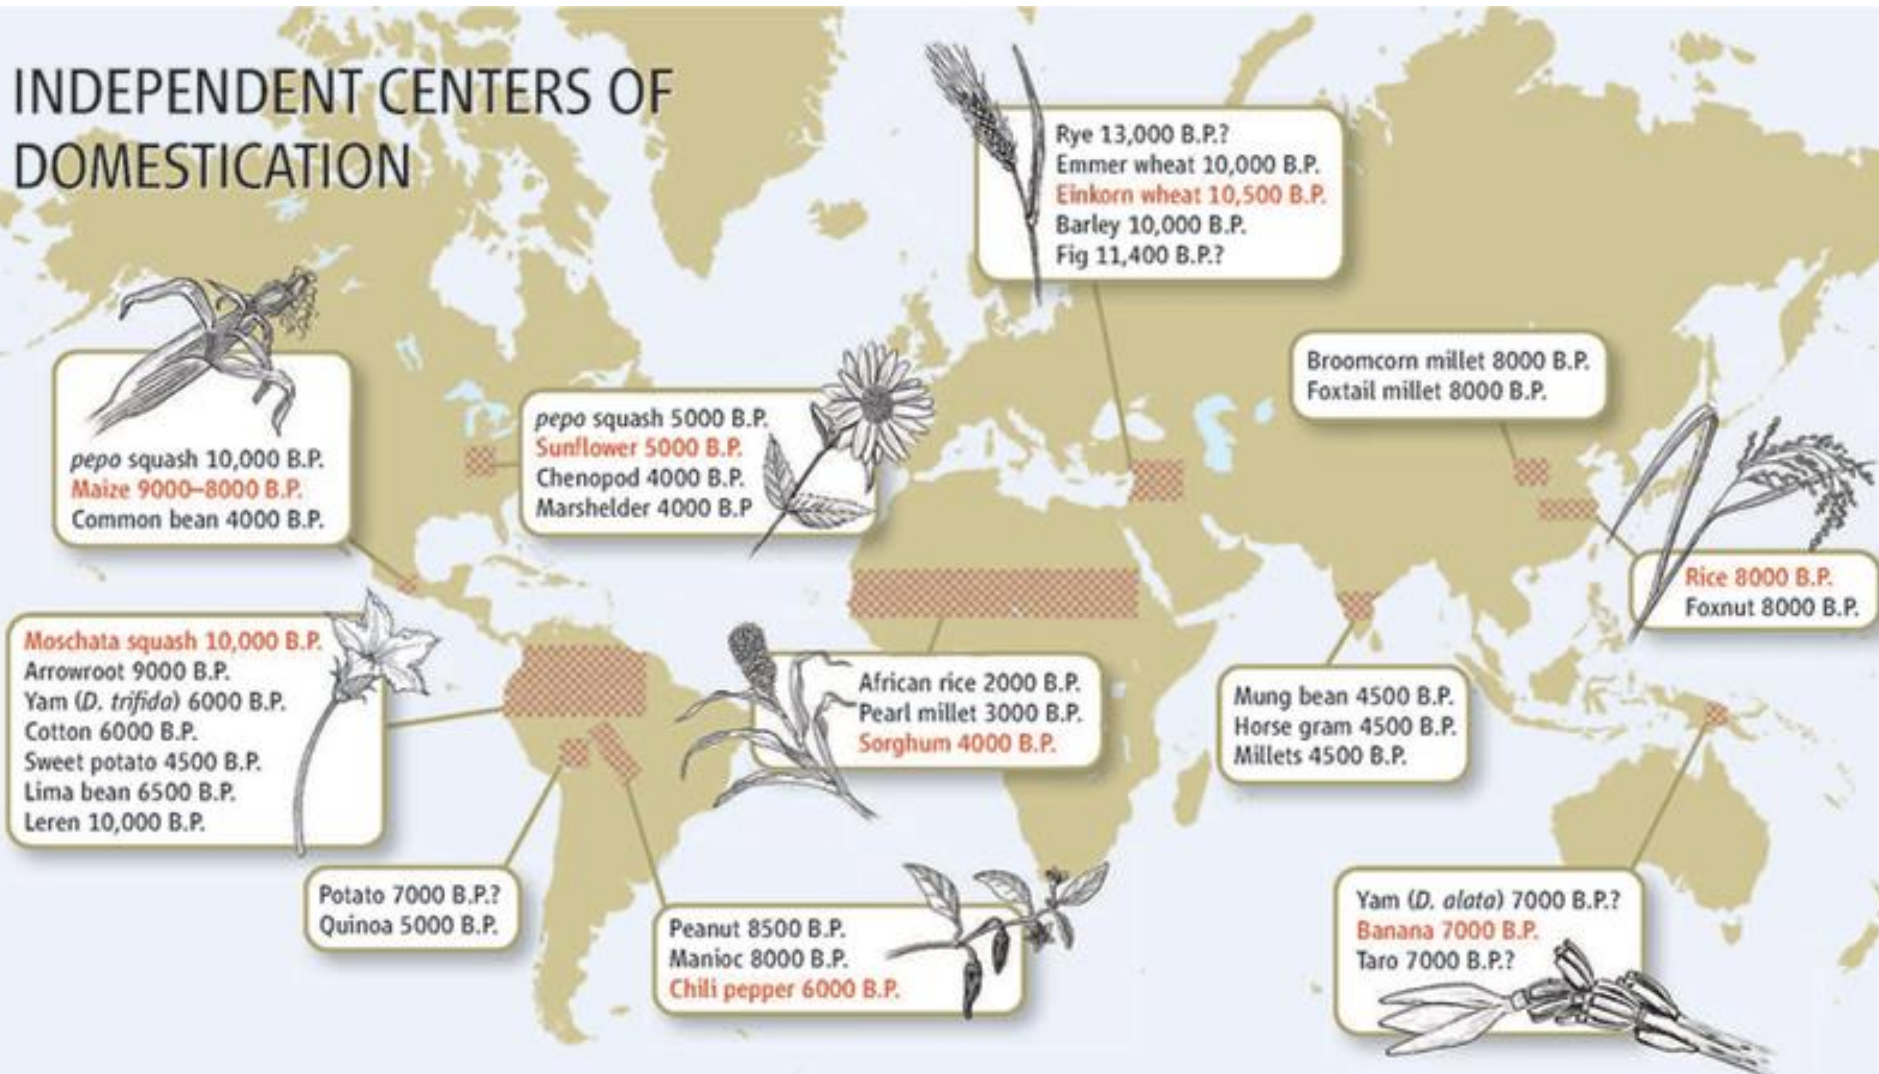 INDEPENDENT CENTERS OF
DOMESTICATION
Rye 13,000 B.P.?
Emmer wheat 10,000 B.P.
Einkorn wheat 10,500 B.P.
Barley 10,000 B.P.
Fig 11,400 B.P.?
Broomcorn millet 8000 B.P.
Foxtail millet 8000 B.P.
pepo squash 10,000 B.P.
Maize 9000–8000 B.P.
Common bean 4000 B.P.
pepo squash 5000 B.P.
Sunflower 5000 B.P.
Chenopod 4000 B.P.
Marshelder 4000 B.P
Rice 8000 B.P.
Foxnut 8000 B.P.
Moschata squash 10,000 B.P.
Arrowroot 9000 B.P.
Yam (D. trifida) 6000 B.P.
Cotton 6000 B.P.
Sweet potato 4500 B.P.
Lima bean 6500 B.P.
Leren 10,000 B.P.
African rice 2000 B.P.
Pearl millet 3000 B.P.
Sorghum 4000 B.P.
Mung bean 4500 B.P.
Horse gram 4500 B.P.
Millets 4500 B.P.
Potato 7000 B.P.?
Quinoa 5000 B.P.
Peanut 8500 B.P.
Manioc 8000 B.P.
Chili pepper 6000 B.P.
Yam (D. alata) 7000 B.P.?
Banana 7000 B.P.
Taro 7000 B.P.?